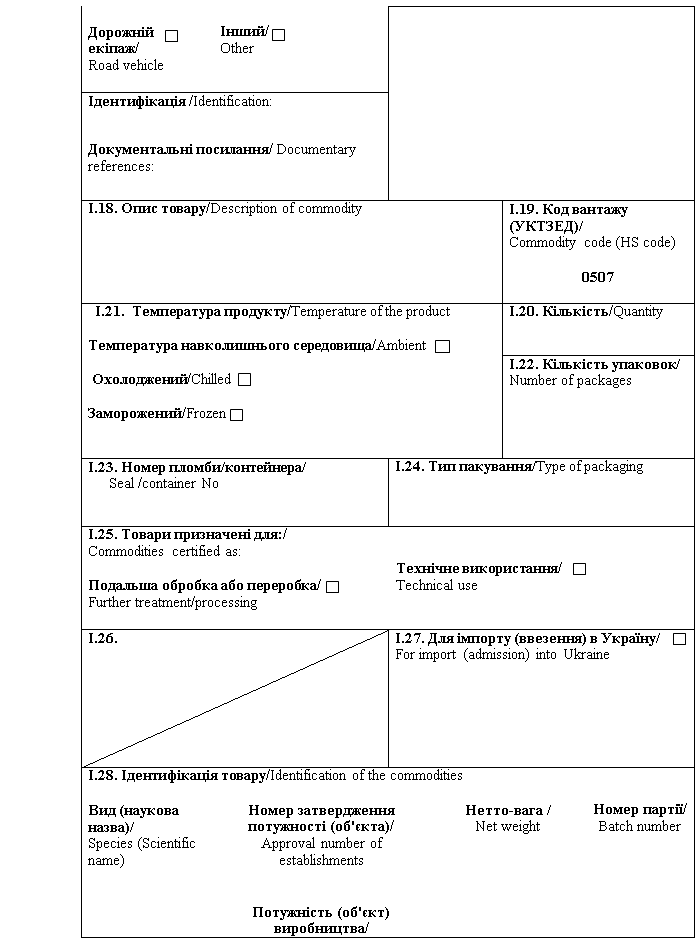 Дорожній
екіпаж/
Road vehicle
Інший/
Other
Ідентифікація /Identification:
Документальні посилання/ Documentary
references:
І.18. Опис товару/Description of commodity
І.19. Код вантажу
(УКТЗЕД)/
Commodity code (HS code)
0507
І.21. Температура продукту/Temperature of the product
Температура навколишнього середовища/Ambient
Охолоджений/Chilled
Заморожений/Frozen
І.20. Кількість/Quantity
І.22. Кількість упаковок/
Number of packages
І.23. Номер пломби/контейнера/
Seal /container No
І.24. Тип пакування/Type of packaging
І.25. Товари призначені для:/
Commodities certified as:
Подальша обробка або переробка/
Further treatment/processing
Технічне використання/
Technical use
І.26.
І.27. Для імпорту (ввезення) в Україну/
For import (admission) into Ukraine
І.28. Ідентифікація товару/Identification of the commodities
Вид (наукова
назва)/
Species (Scientific
name)
Номер затвердження
потужності (об'єкта)/
Approval number of
establishments
Нетто-вага /
Net weight
Номер партії/
Batch number
Потужність (об'єкт)
виробництва/